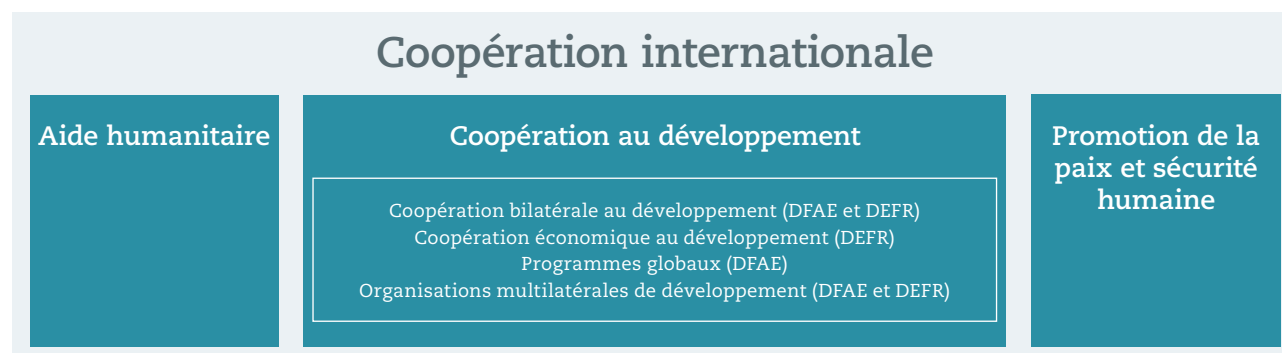 Coopération internationale
Aide humanitaire
Coopération au développement
Coopération bilatérale au développement (DFAE et DEFR)
Coopération économique au développement (DEFR)
Programmes globaux (DFAE)
Organisations multilatérales de développement (DFAE et DEFR)
Promotion de la
paix et sécurité
humaine